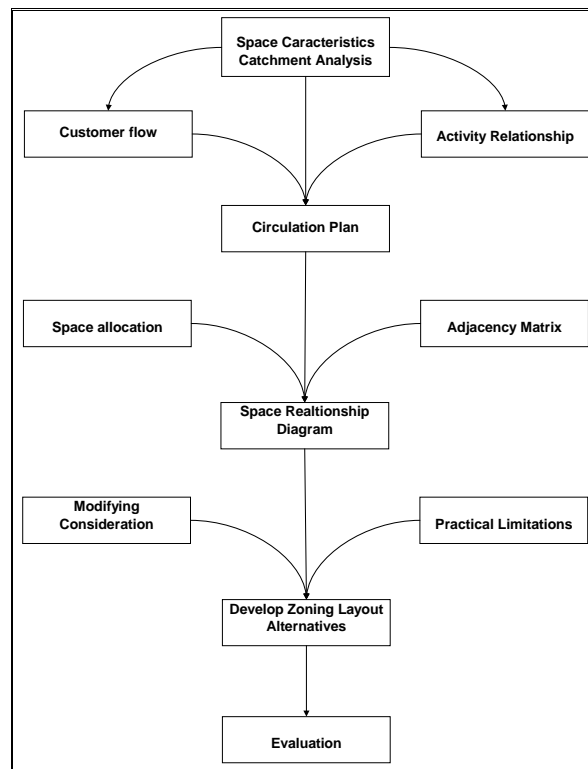 Space Caracteristics
Catchment Analysis
Customer flow
Activity Relationship
Circulation Plan
Space allocation
Adjacency Matrix
Space Realtionship
Diagram
Modifying
Consideration
Practical Limitations
Develop Zoning Layout
Alternatives
Evaluation